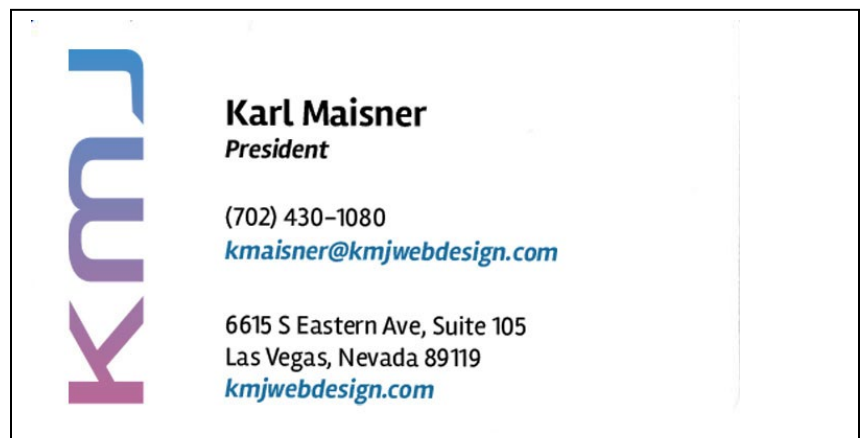 kmj
Karl Maisner
President
(702) 430-1080
kmaisner@kmjwebdesign.com
6615 S Eastern Ave, Suite 105
Las Vegas, Nevada 89119
kmjwebdesign.com